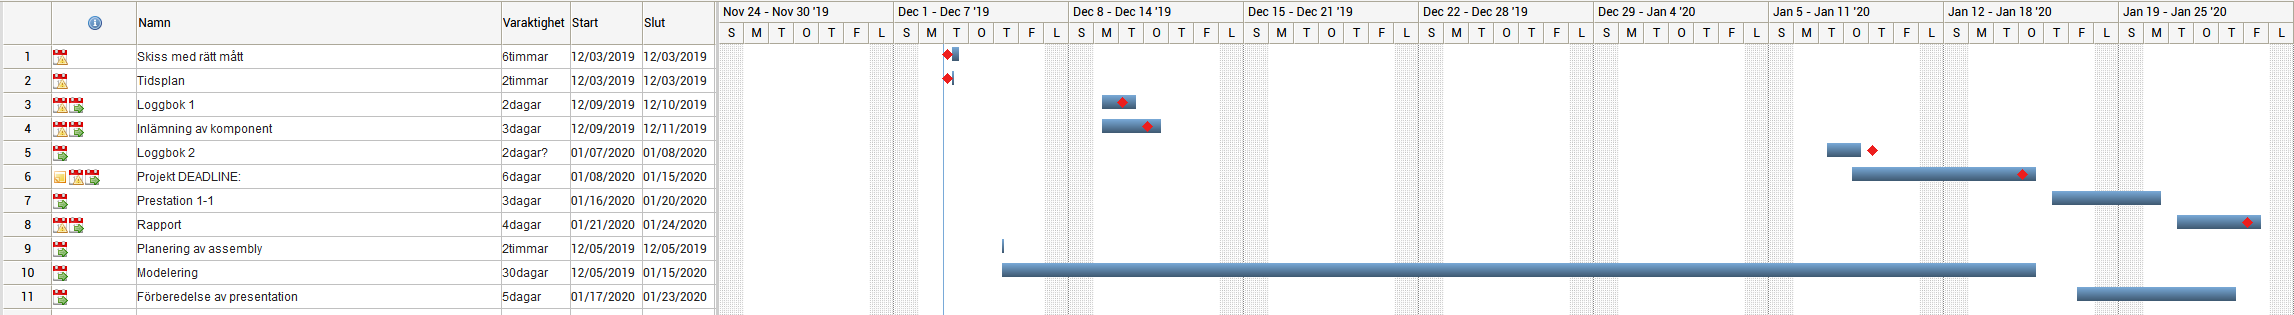 Nov 24 - Nov 30 '19 Dec 1 - Dec 7 '19 Dec 8 - Dec 14 '19 Dec 15 - Dec 21 '19 Dec 22 - Dec 28 '19 Dec 29 - Jan 4 '20 Jan 5 - Jan 11 '20 Jan 12 - Jan 18 '20 Jan 19 - Jan 25 '20
Namn Varaktighet Start Slut
S M T O T F L S M T O T F L S M T O T F L S M T O T F L S M T O T F L S M T O T F L S M T O T F L S M T O T F L S M T O T F L
1 Skiss med rätt mått 6timmar 12/03/2019 12/03/2019
2 Tidsplan 2timmar 12/03/2019 12/03/2019
3 Loggbok 1 2dagar 12/09/2019 12/10/2019
4 Inlämning av komponent 3dagar 12/09/2019 12/11/2019
5 Loggbok 2 2dagar? 01/07/2020 01/08/2020
6 Projekt DEADLINE: 6dagar 01/08/2020 01/15/2020
7 Prestation 1-1 3dagar 01/16/2020 01/20/2020
8 Rapport 4dagar 01/21/2020 01/24/2020
9 Planering av assembly 2timmar 12/05/2019 12/05/2019
10 Modelering 30dagar 12/05/2019 01/15/2020
11 Förberedelse av presentation 5dagar 01/17/2020 01/23/2020